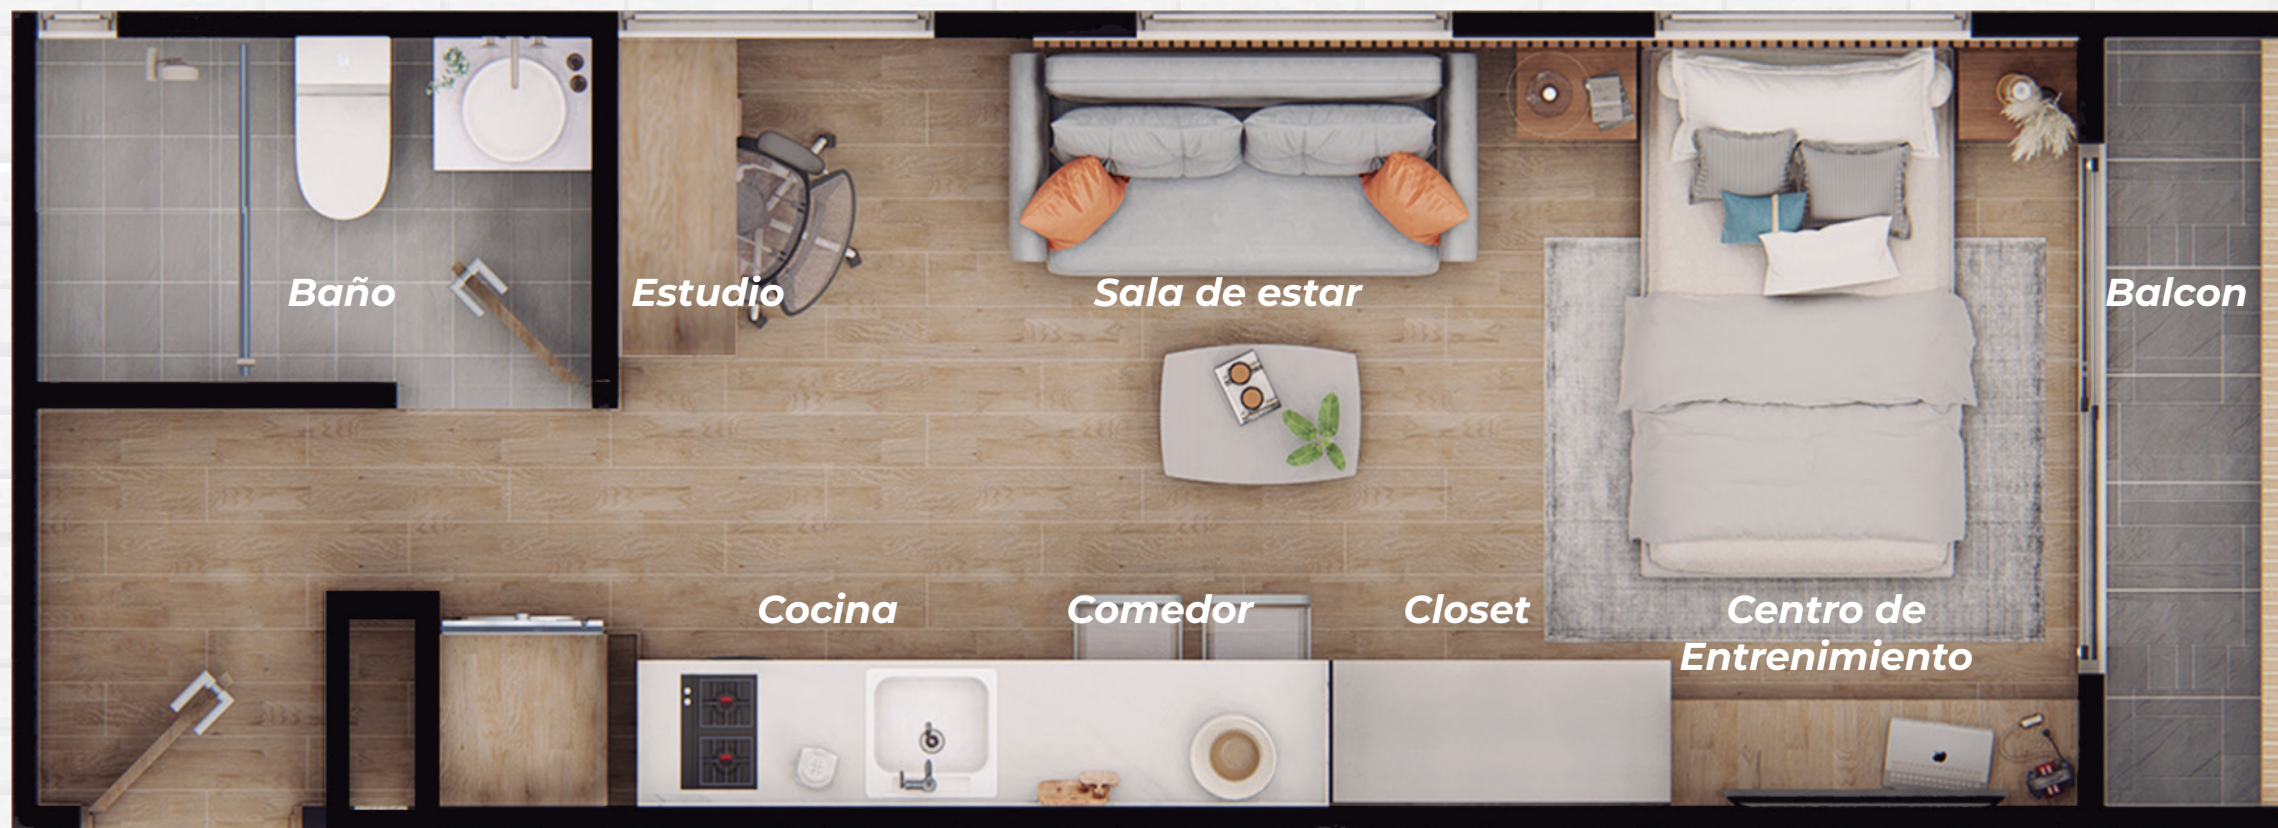 Baño
Estudio
Sala de estar
Balcon
Cocina
Comedor
Closet
Centro de
Entrenimiento